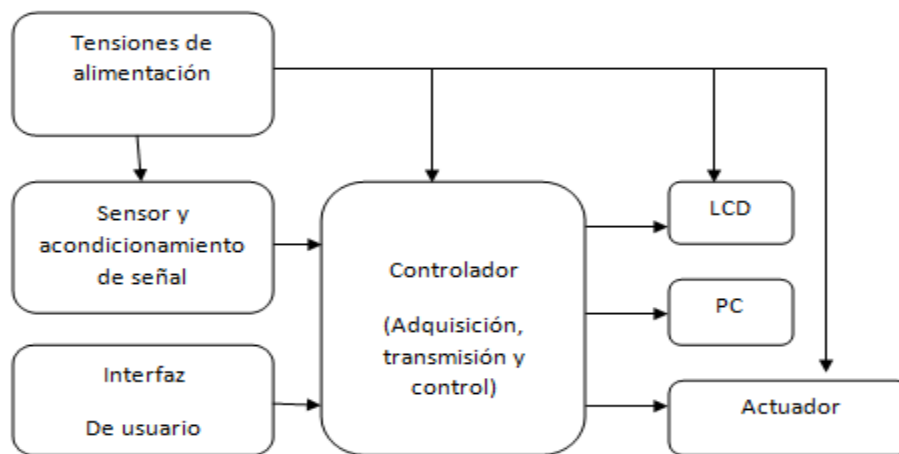 Tensiones de
alimentación
Sensor y
acondicionamiento
de señal
Interfaz
De usuario
Controlador
(Adquisición,
transmisión y
control)
LCD
PC
Actuador